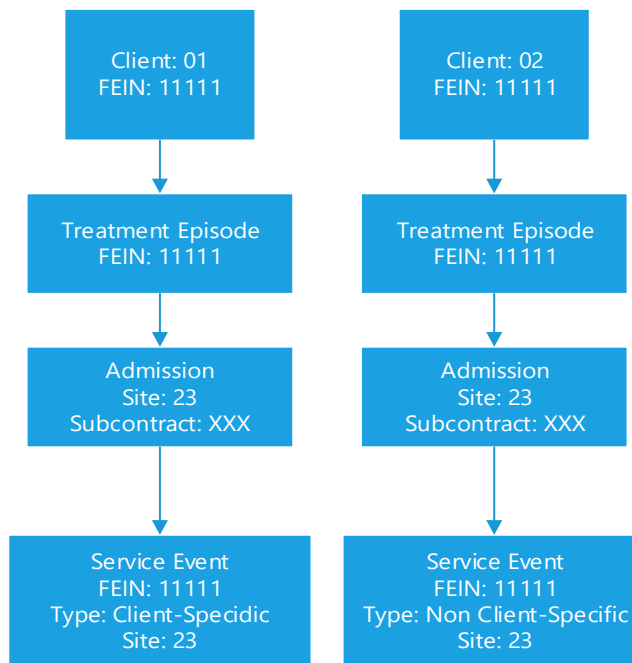 Client: 01
FEIN: 11111
Client: 02
FEIN: 11111
Treatment Episode
FEIN: 11111
Treatment Episode
FEIN: 11111
Admission
Site: 23
Subcontract: XXX
Admission
Site: 23
Subcontract: XXX
Service Event
FEIN: 11111
Type: Client-Specidic
Site: 23
Service Event
FEIN: 11111
Type: Non Client-Specific
Site: 23